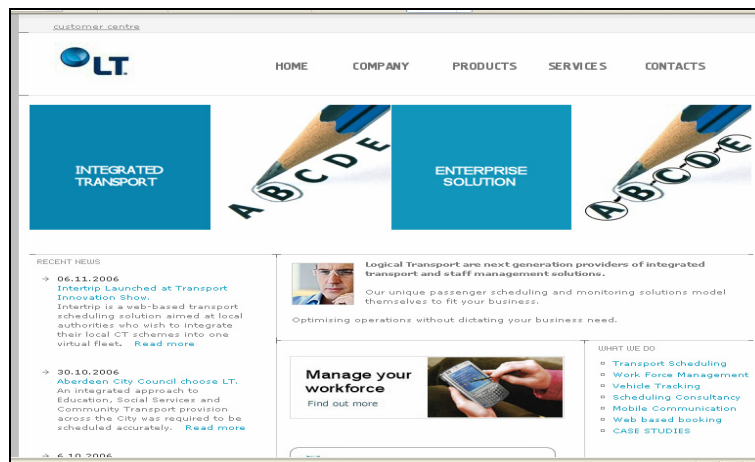 customer centre
LT
HOME COMPANY PRODUCTS SERVICES CONTACTS
INTEGRATED
TRANSPORT
A B C D E
ENTERPRISE
SOLUTION
A B C D E
RECENT NEWS
06.11.2006
Intertrip Launched at Transport
Innovation Show.
Intertrip is a web-based transport
scheduling solution aimed at local
authorities who wish to integrate
their local CT schemes into one
virtual fleet. Read more
30.10.2006
Aberdeen City Council choose LT.
An integrated approach to
Education, Social Services and
Community Transport provision
across the City was required to be
scheduled accurately. Read more
6.10.2006
Logical Transport are next generation providers of integrated
transport and staff management solutions.
Our unique passenger scheduling and monitoring solutions model
themselves to fit your business.
Optimising operations without dictating your business need.
Manage your
workforce
Find out more
WHAT WE DO
Transport Scheduling
Work Force Management
Vehicle Tracking
Scheduling Consultancy
Mobile Communication
Web based booking
CASE STUDIES